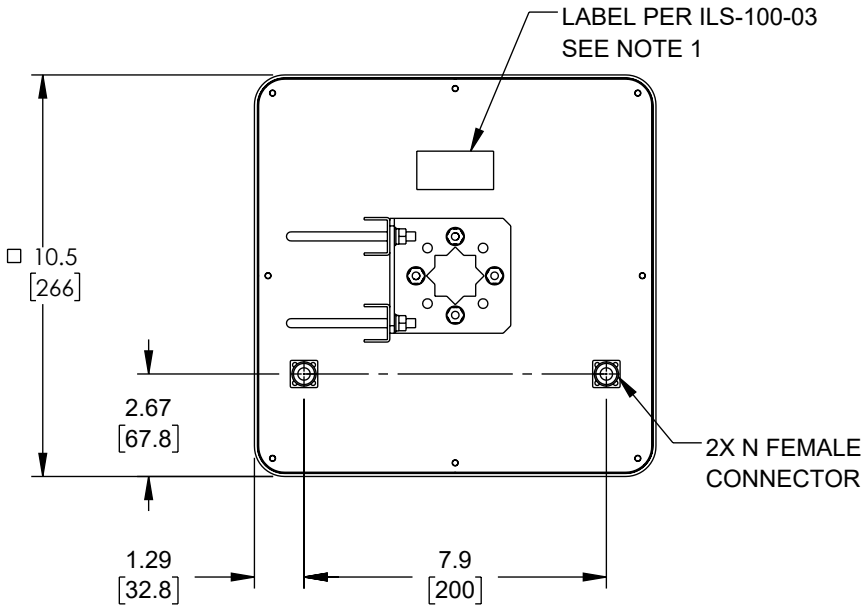 LABEL PER ILS-100-03
SEE NOTE 1
□ 10.5
[266]
2.67
[67.8]
2X N FEMALE
CONNECTOR
1.29
[32.8]
7.9
[200]